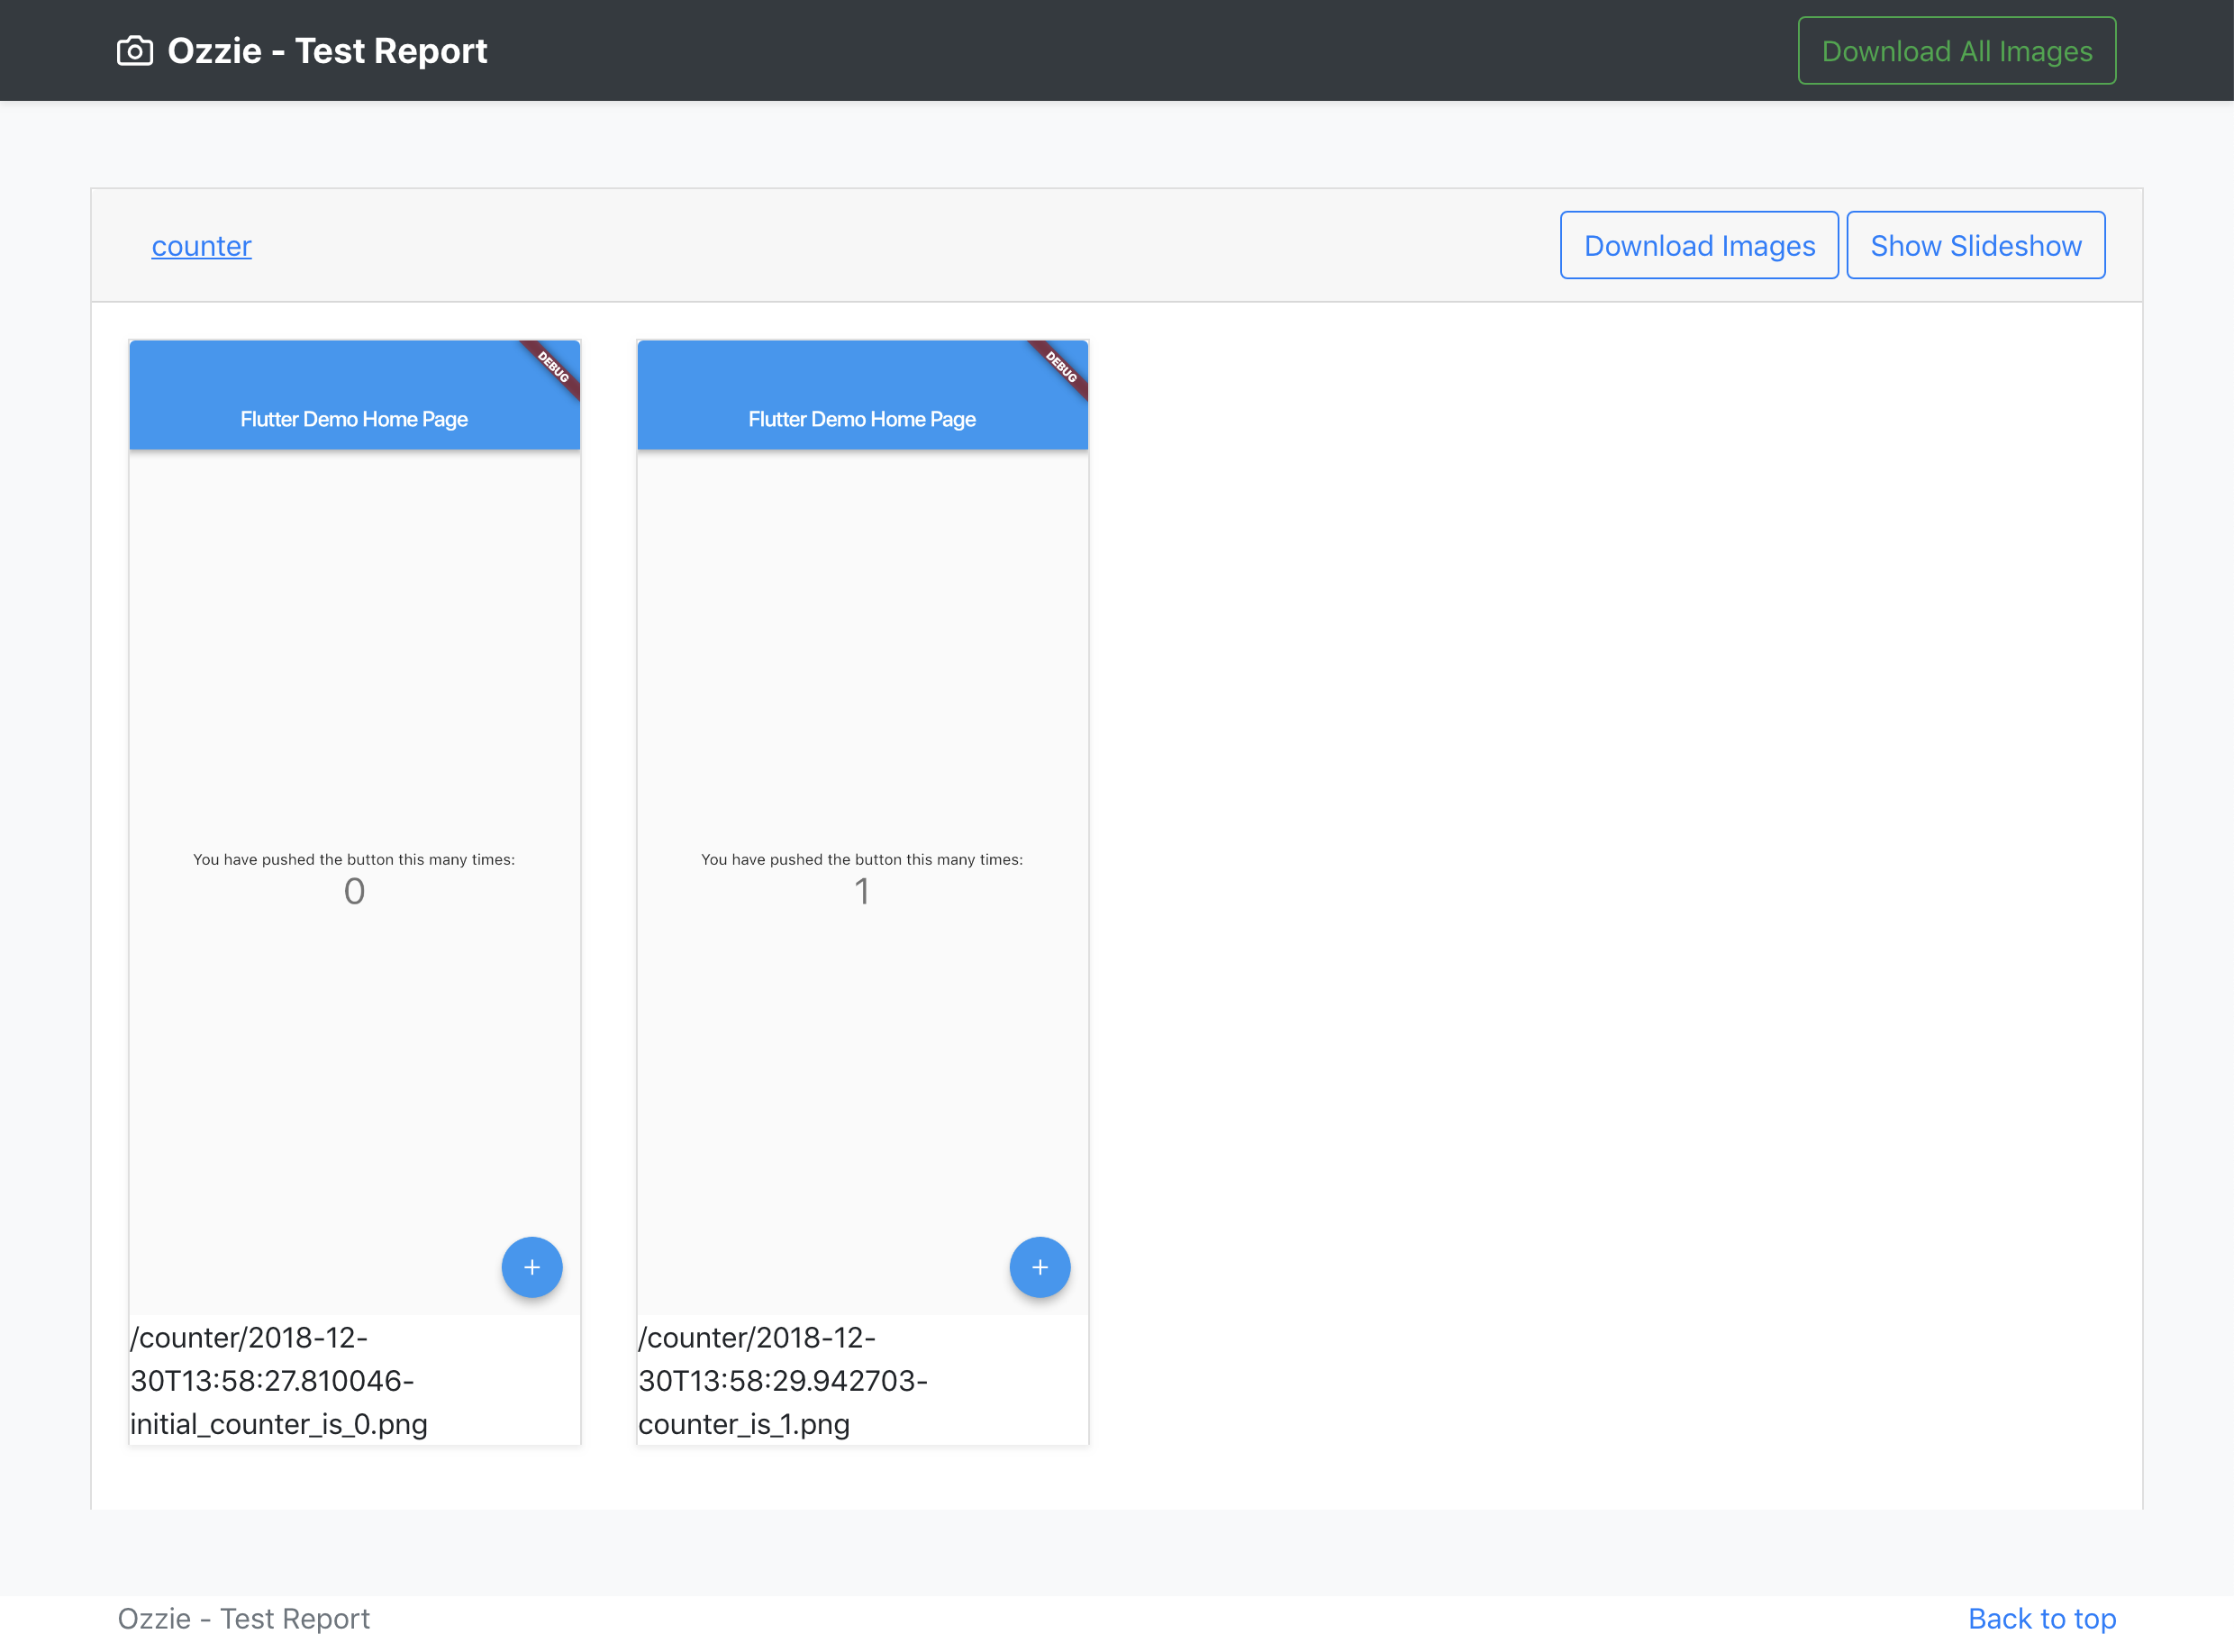 Ozzie - Test Report
Download All Images
counter
Download Images
Show Slideshow
DEBUG
Flutter Demo Home Page
You have pushed the button this many times:
0
+
/counter/2018-12-
30T13:58:27.810046-
initial_counter_is_0.png
DEBUG
Flutter Demo Home Page
You have pushed the button this many times:
1
+
/counter/2018-12-
30T13:58:29.942703-
counter_is_1.png
Ozzie - Test Report
Back to top